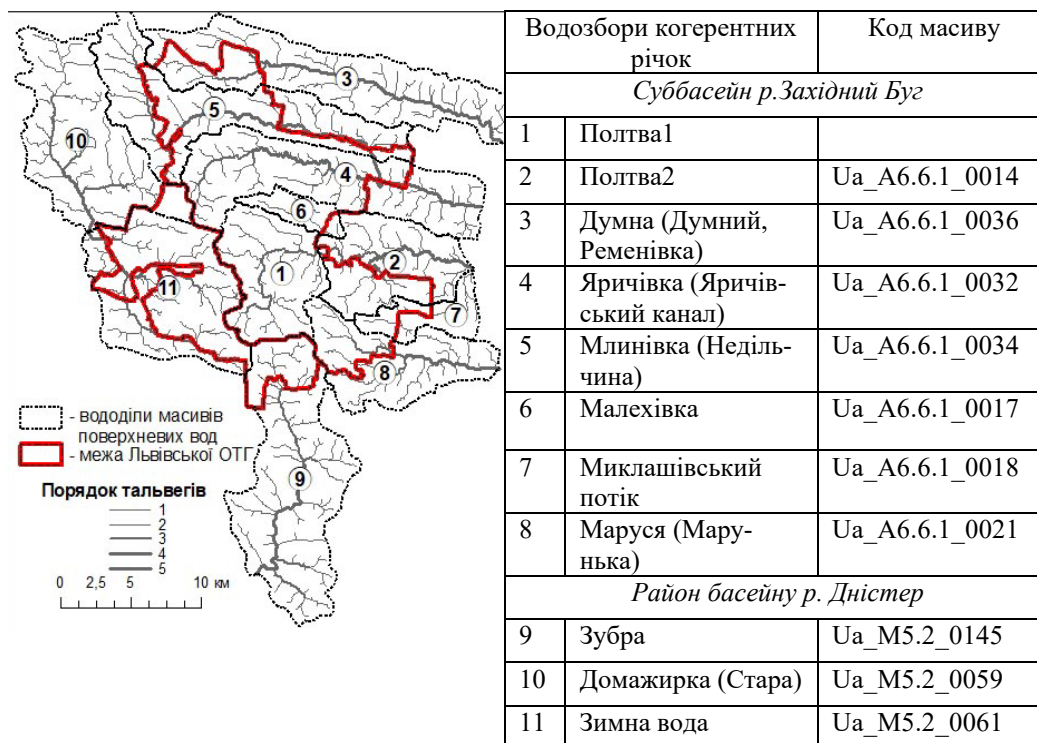 3
5
10
4
6
2
1
11
7
8
9
- вододіли масивів
поверхневих вод
- межа Львівської ОТГ
Порядок тальвегів
1
2
3
4
5
0 2,5 5 10 км
Водозбори когерентних Код масиву
річок
Суббасейн р.Західний Буг
1 Полтва1
2 Полтва2 Ua_A6.6.1_0014
3 Думна (Думний, Ua_A6.6.1_0036
Ременівка)
4 Яричівка (Яричів- Ua_A6.6.1_0032
ський канал)
5 Млинівка (Неділь- Ua_A6.6.1_0034
чина)
6 Малехівка Ua_A6.6.1_0017
7 Миклашівський Ua_A6.6.1_0018
потік
8 Маруся (Мару- Ua_A6.6.1_0021
нька)
Район басейну р. Дністер
9 Зубра Ua_M5.2_0145
10 Домажирка (Стара) Ua_M5.2_0059
11 Зимна вода Ua_M5.2_0061